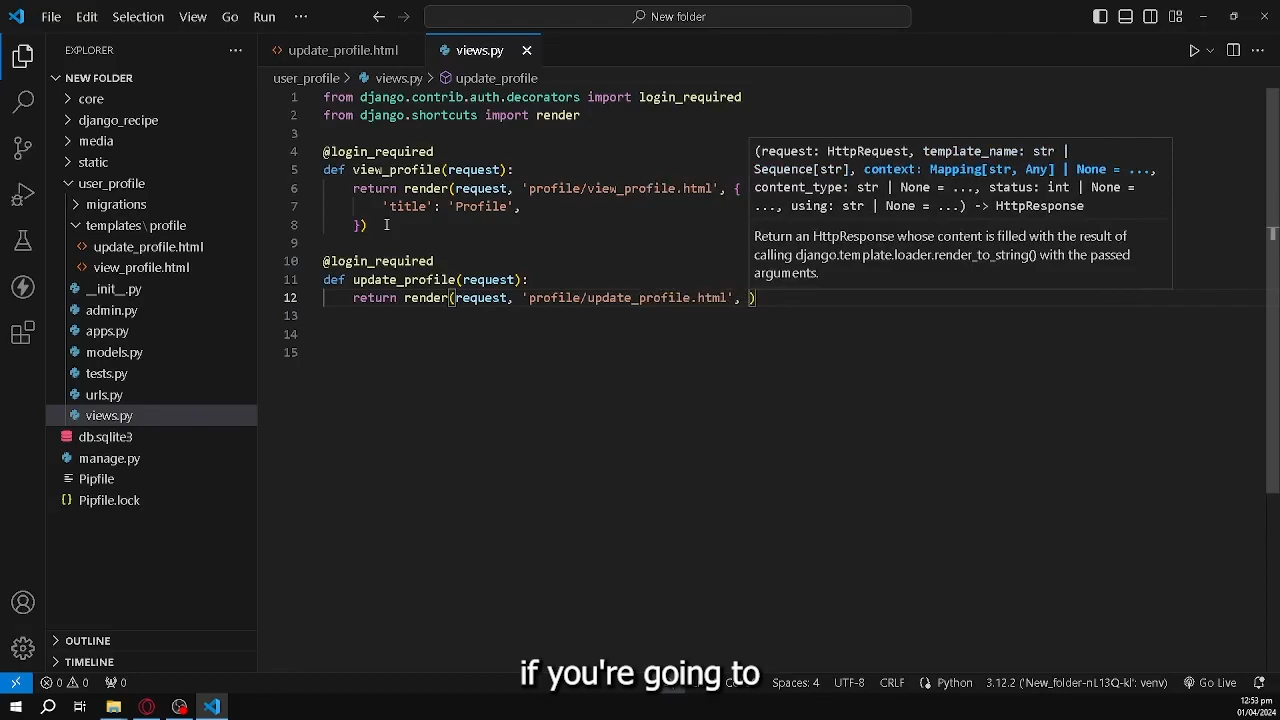 File Edit Selection View Go Run ··· New folder
EXPLORER ···
update_profile.html
views.py
NEW FOLDER
user_profile > views.py > update_profile
core
django_recipe
media
static
user_profile
migrations
templates \ profile
update_profile.html
view_profile.html
__init__.py
admin.py
apps.py
models.py
tests.py
urls.py
views.py
db.sqlite3
manage.py
Pipfile
Pipfile.lock
OUTLINE
TIMELINE
1 from django.contrib.auth.decorators import login_required
2 from django.shortcuts import render
3
4 @login_required
5 def view_profile(request):
6 return render(request, 'profile/view_profile.html', {
7 'title': 'Profile',
8 })
9
10 @login_required
11 def update_profile(request):
12 return render(request, 'profile/update_profile.html', )
13
14
15
(request: HttpRequest, template_name: str |
Sequence[str], context: Mapping[str, Any] | None = ...,
content_type: str | None = ..., status: int | None =
..., using: str | None = ...) -> HttpResponse
Return an HttpResponse whose content is filled with the result of
calling django.template.loader.render_to_string() with the passed
arguments.
if you're going to
0 0 0 Spaces: 4 UTF-8 CRLF Python 3.12.2 ('New_folder-nL13Q-kl': venv) Go Live
12:53 pm
01/04/2024